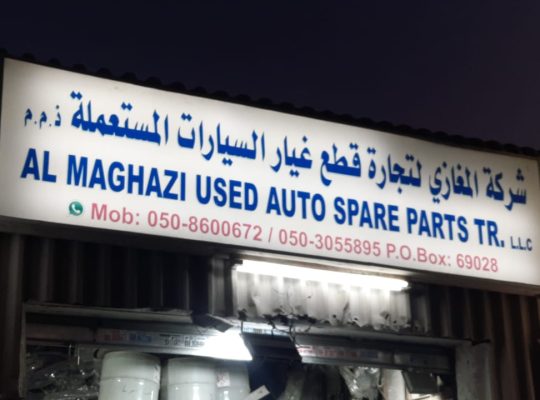 شركة المغازي لتجارة قطع غيار السيارات المستعملة ذ.م.م
AL MAGHAZI USED AUTO SPARE PARTS TR. L.L.C
Mob: 050-8600672 / 050-3055895 P.O.Box: 69028